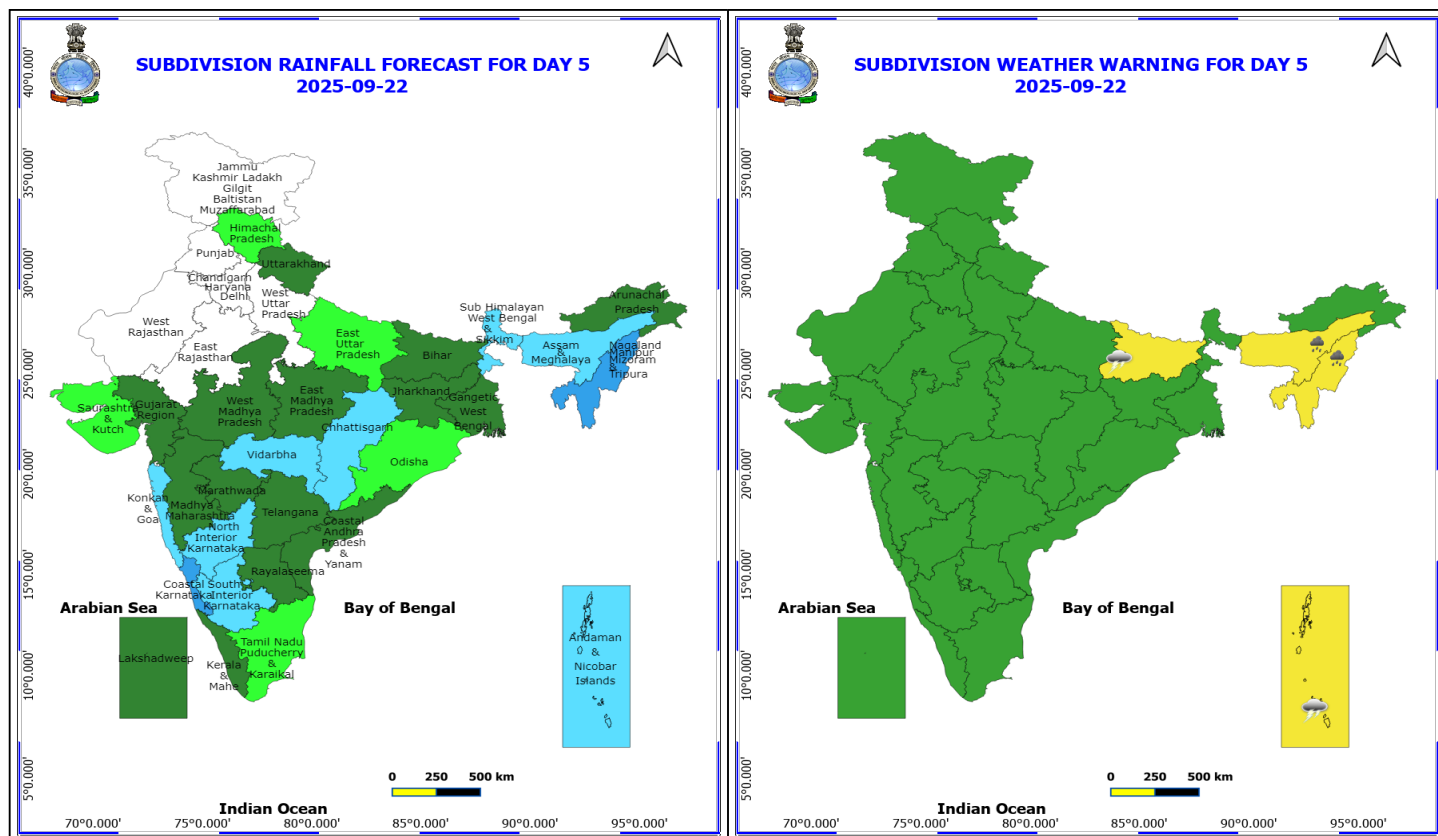 SUBDIVISION RAINFALL FORECAST FOR DAY 5
2025-09-22
40°0.000'
35°0.000'
30°0.000'
25°0.000'
20°0.000'
15°0.000'
10°0.000'
5°0.000'
Jammu
Kashmir Ladakh
Gilgit
Baltistan
Muzaffarabad
Himachal
Pradesh
Punjab
Uttarakhand
Chandigarh
Haryana
Delhi
West
Uttar
Pradesh
West
Rajasthan
East
Rajasthan
East
Uttar
Pradesh
Bihar
Sub Himalayan
West Bengal
&
Sikkim
Arunachal
Pradesh
Assam
&
Meghalaya
Nagaland
Manipur
Mizoram
&
Tripura
Jharkhand
Gangetic
West
Bengal
Saurashtra
&
Kutch
Gujarat
Region
West
Madhya
Pradesh
East
Madhya
Pradesh
Chhattisgarh
Vidarbha
Odisha
Konkan
&
Goa
Madhya
Maharashtra
Marathwada
Telangana
North
Interior
Karnataka
Coastal
Andhra
Pradesh
&
Yanam
Rayalaseema
Coastal
Karnataka
South
Interior
Karnataka
Arabian Sea
Bay of Bengal
Lakshadweep
Kerala
&
Mahe
Tamil Nadu
Puducherry
&
Karaikal
Andaman
&
Nicobar
Islands
0 250 500 km
Indian Ocean
70°0.000' 75°0.000' 80°0.000' 85°0.000' 90°0.000' 95°0.000'
SUBDIVISION WEATHER WARNING FOR DAY 5
2025-09-22
40°0.000'
35°0.000'
30°0.000'
25°0.000'
20°0.000'
15°0.000'
10°0.000'
5°0.000'
Arabian Sea
Bay of Bengal
0 250 500 km
Indian Ocean
70°0.000' 75°0.000' 80°0.000' 85°0.000' 90°0.000' 95°0.000'